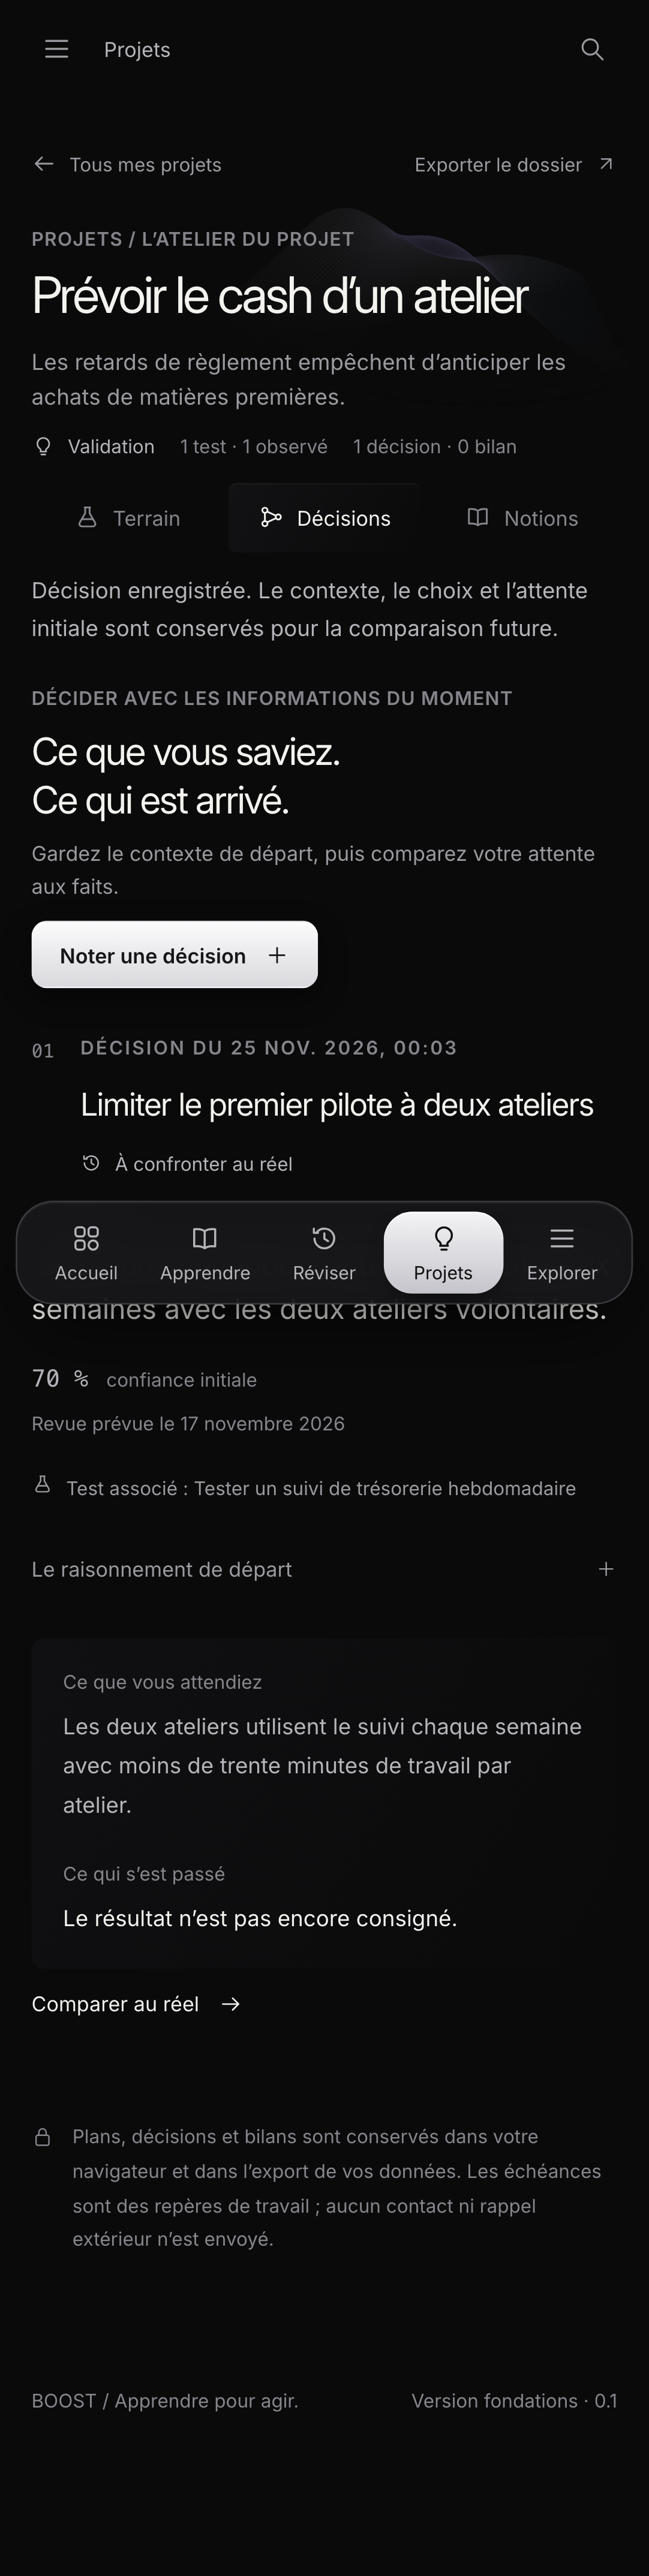 Projets
Tous mes projets
Exporter le dossier
PROJETS / L’ATELIER DU PROJET
Prévoir le cash d’un atelier
Les retards de règlement empêchent d’anticiper les
achats de matières premières.
Validation 1 test · 1 observé 1 décision · 0 bilan
Terrain
Décisions
Notions
Décision enregistrée. Le contexte, le choix et l’attente
initiale sont conservés pour la comparaison future.
DÉCIDER AVEC LES INFORMATIONS DU MOMENT
Ce que vous saviez.
Ce qui est arrivé.
Gardez le contexte de départ, puis comparez votre attente
aux faits.
Noter une décision
01 DÉCISION DU 25 NOV. 2026, 00:03
Limiter le premier pilote à deux ateliers
À confronter au réel
Accueil
Apprendre
Réviser
Projets
Explorer
semaines avec les deux ateliers volontaires.
70 % confiance initiale
Revue prévue le 17 novembre 2026
Test associé : Tester un suivi de trésorerie hebdomadaire
Le raisonnement de départ
Ce que vous attendiez
Les deux ateliers utilisent le suivi chaque semaine
avec moins de trente minutes de travail par
atelier.
Ce qui s’est passé
Le résultat n’est pas encore consigné.
Comparer au réel
Plans, décisions et bilans sont conservés dans votre
navigateur et dans l’export de vos données. Les échéances
sont des repères de travail ; aucun contact ni rappel
extérieur n’est envoyé.
BOOST / Apprendre pour agir.
Version fondations · 0.1